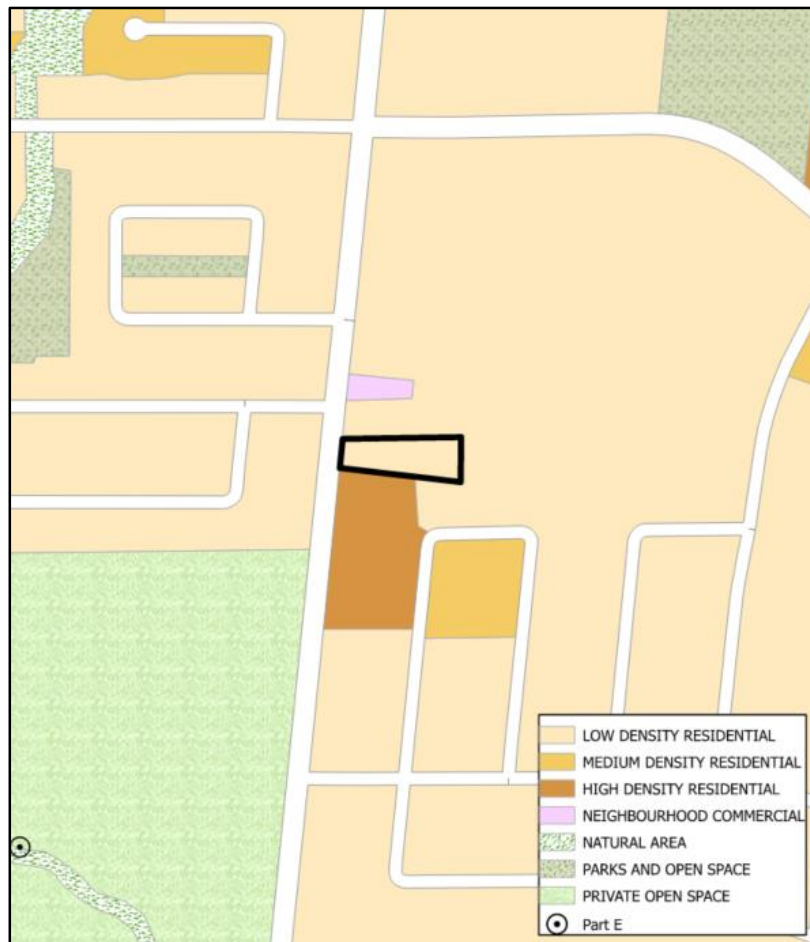 LOW DENSITY RESIDENTIAL
MEDIUM DENSITY RESIDENTIAL
HIGH DENSITY RESIDENTIAL
NEIGHBOURHOOD COMMERCIAL
NATURAL AREA
PARKS AND OPEN SPACE
PRIVATE OPEN SPACE
Part E